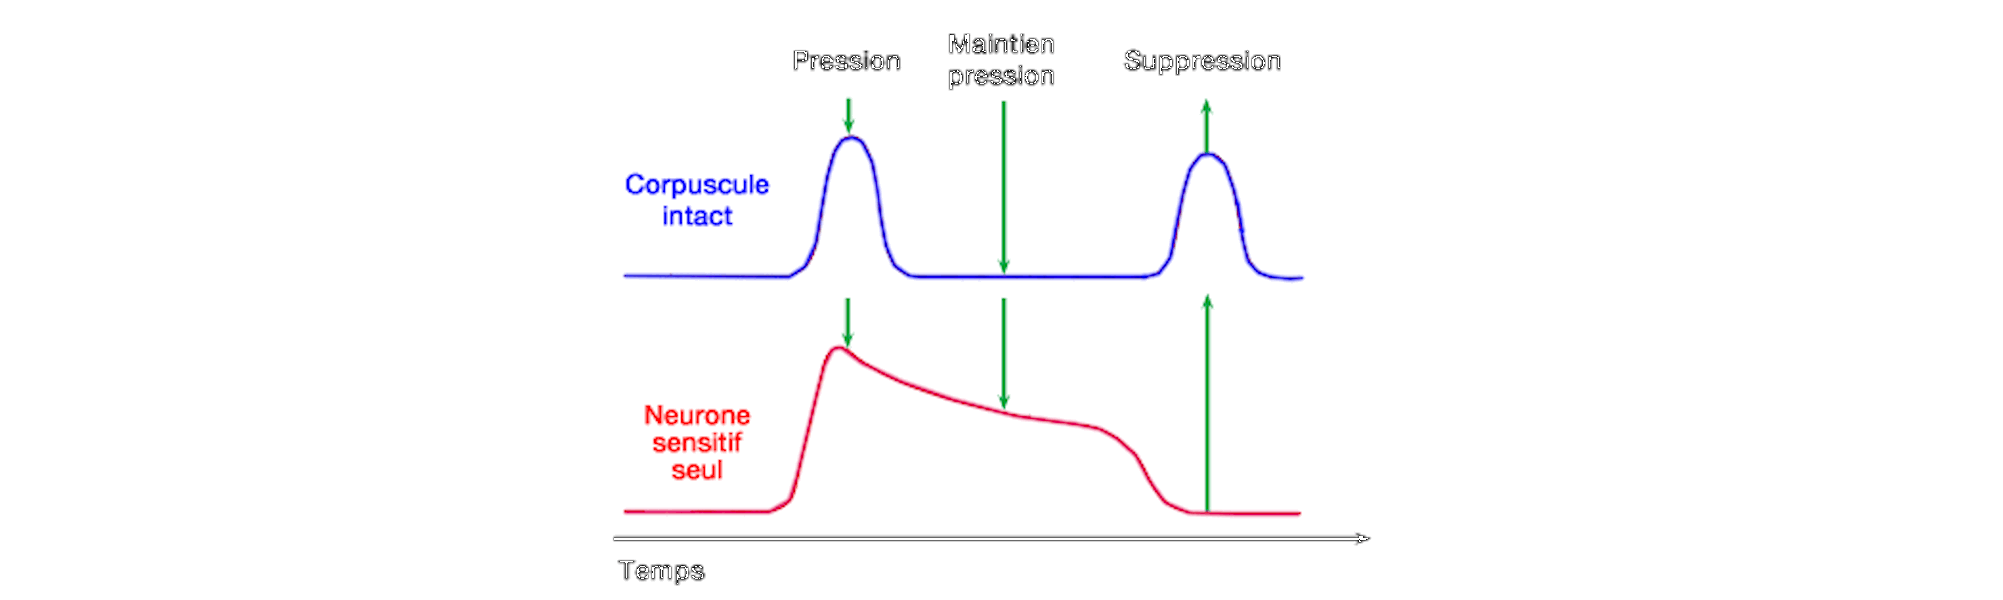 Pression
Maintien
pression
Suppression
Corpuscule
intact
Neurone
sensitif
seul
Temps